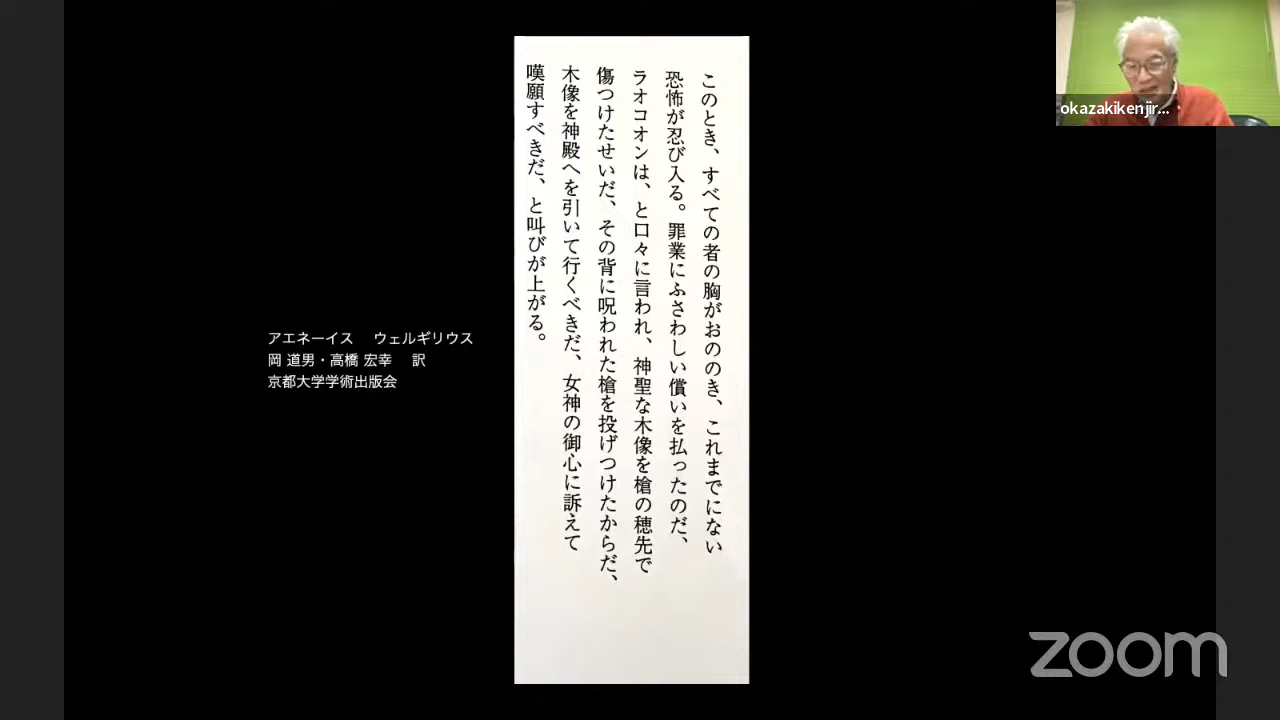 このとき、すべての者の胸がおののき、これまでにない
恐怖が忍び入る。罪業にふさわしい償いを払ったのだ、
ラオコオンは、と口々に言われ、神聖な木像を槍の穂先で
傷つけたせいだ、その背に呪われた槍を投げつけたからだ、
木像を神殿へを引いて行くべきだ、女神の御心に訴えて
嘆願すべきだ、と叫びが上がる。
アエネーイス ウェルギリウス
岡 道男・高橋 宏幸 訳
京都大学学術出版会
okazakikenjir...
zoom